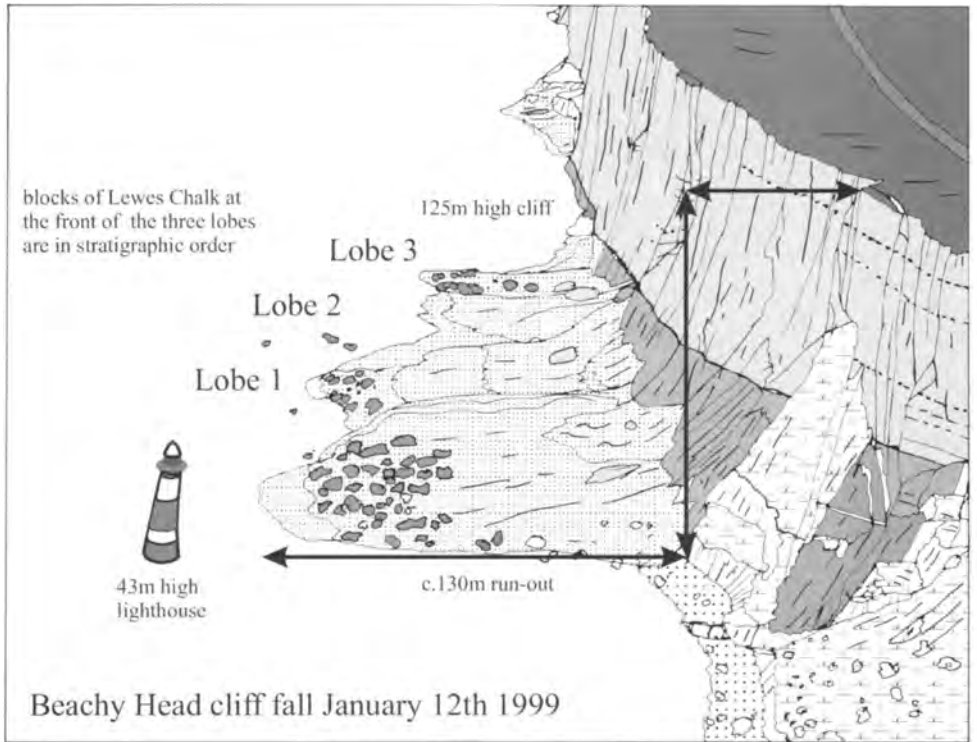 blocks of Lewes Chalk at
the front of the three lobes
are in stratigraphic order
125m high cliff
Lobe 3
Lobe 2
Lobe 1
43m high
lighthouse
c.130m run-out
Beachy Head cliff fall January 12th 1999